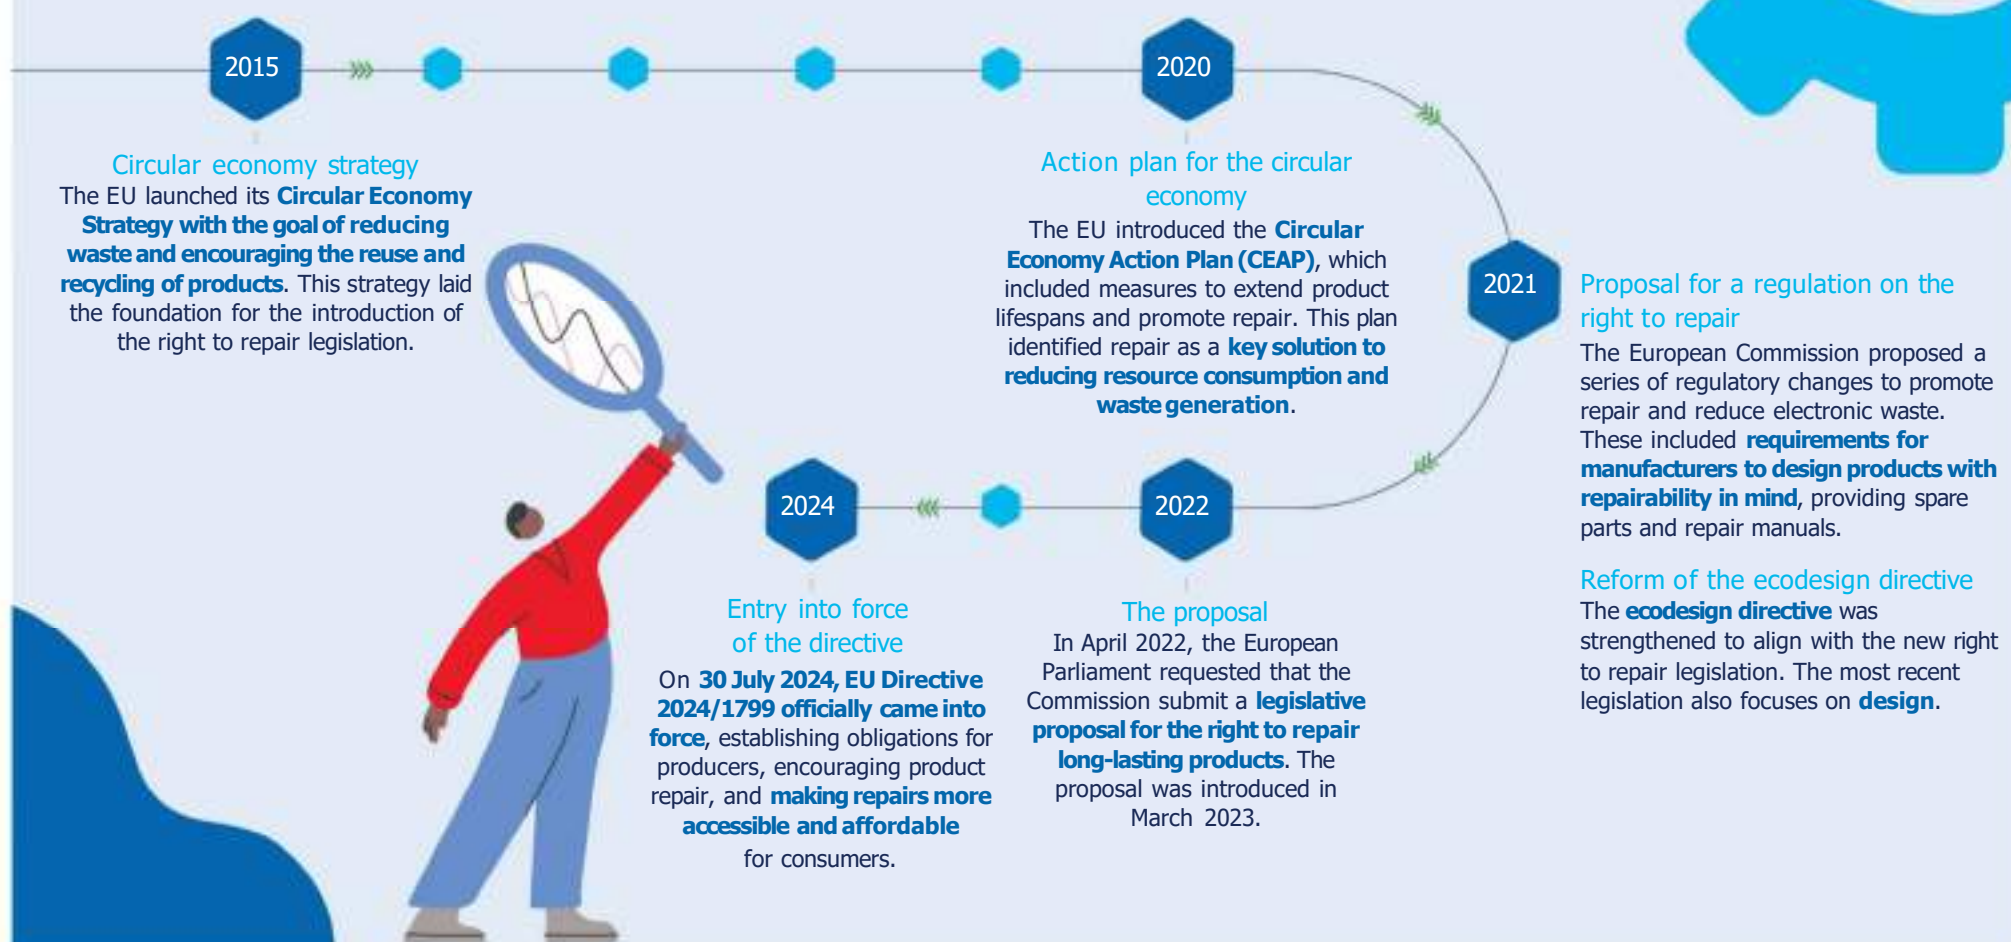 2015
Circular economy strategy
The EU launched its Circular Economy
Strategy with the goal of reducing
waste and encouraging the reuse and
recycling of products. This strategy laid
the foundation for the introduction of
the right to repair legislation.
2020
Action plan for the circular
economy
The EU introduced the Circular
Economy Action Plan (CEAP), which
included measures to extend product
lifespans and promote repair. This plan
identified repair as a key solution to
reducing resource consumption and
waste generation.
2021
Proposal for a regulation on the
right to repair
The European Commission proposed a
series of regulatory changes to promote
repair and reduce electronic waste.
These included requirements for
manufacturers to design products with
repairability in mind, providing spare
parts and repair manuals.
Reform of the ecodesign directive
The ecodesign directive was
strengthened to align with the new right
to repair legislation. The most recent
legislation also focuses on design.
2022
The proposal
In April 2022, the European
Parliament requested that the
Commission submit a legislative
proposal for the right to repair
long-lasting products. The
proposal was introduced in
March 2023.
2024
Entry into force
of the directive
On 30 July 2024, EU Directive
2024/1799 officially came into
force, establishing obligations for
producers, encouraging product
repair, and making repairs more
accessible and affordable
for consumers.